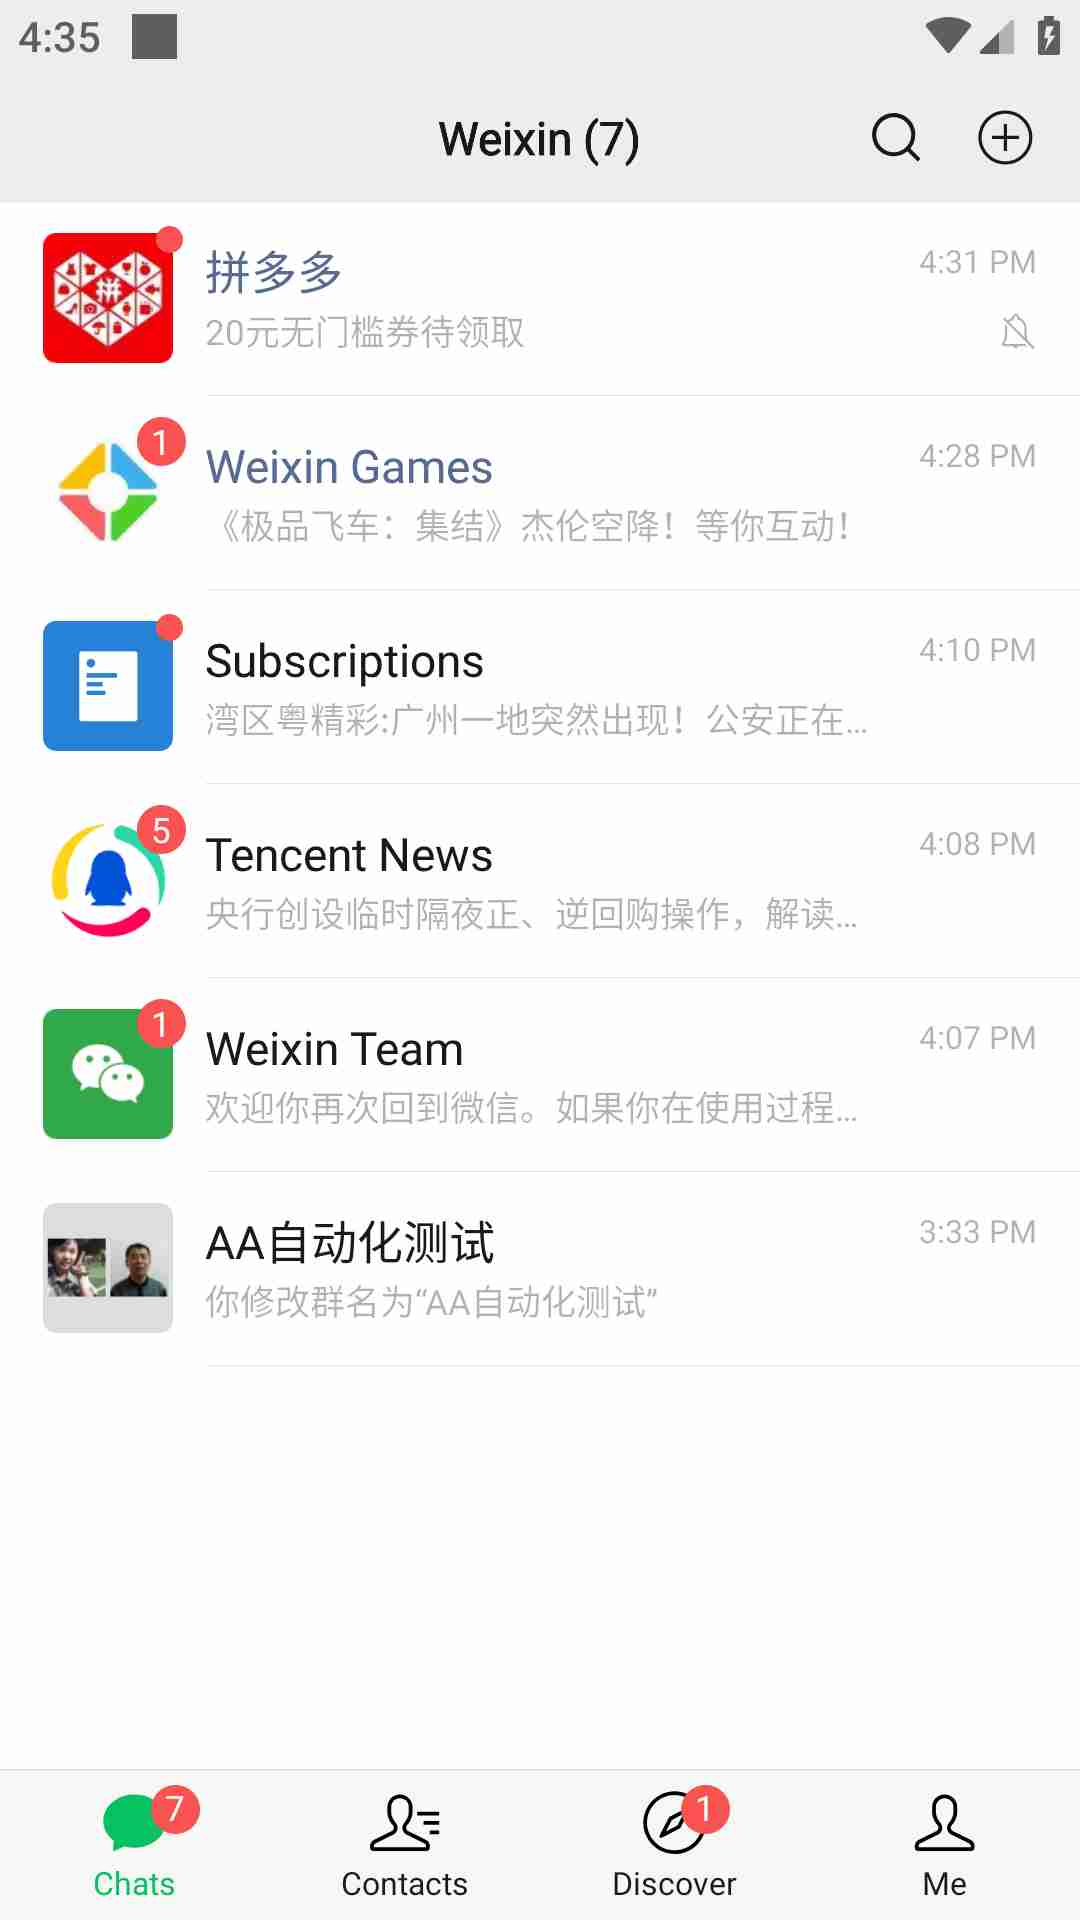 4:35
Weixin (7)
拼多多
4:31 PM
20元无门槛券待领取
1
Weixin Games
4:28 PM
《极品飞车：集结》杰伦空降！等你互动！
Subscriptions
4:10 PM
湾区粤精彩:广州一地突然出现！公安正在...
5
Tencent News
4:08 PM
央行创设临时隔夜正、逆回购操作，解读...
1
Weixin Team
4:07 PM
欢迎你再次回到微信。如果你在使用过程...
AA自动化测试
3:33 PM
你修改群名为“AA自动化测试”
7
1
Chats
Contacts
Discover
Me